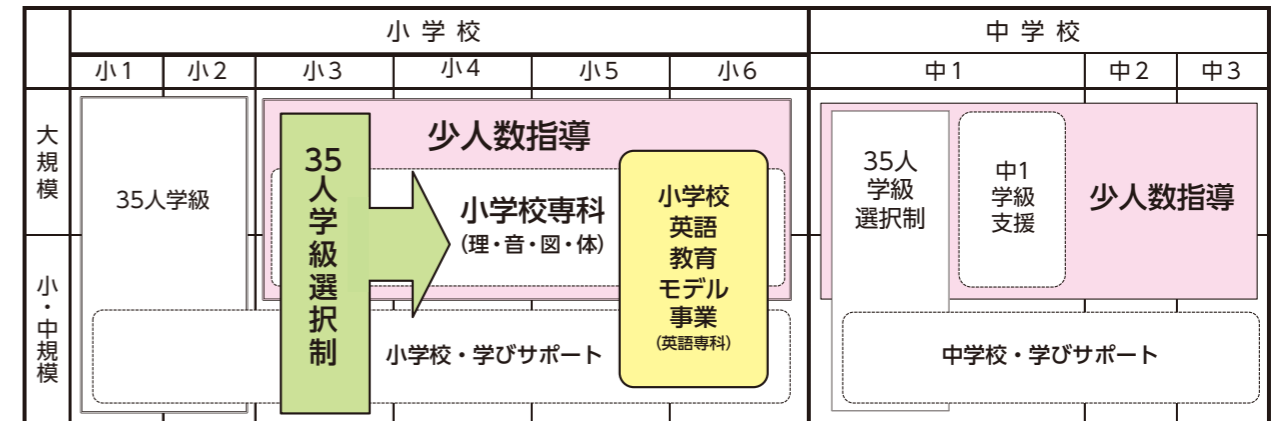 小学校
中学校
小1
小2
小3
小4
小5
小6
中1
中2
中3
大規模
小・中規模
35人学級
35人学級選択制
少人数指導
小学校専科
(理・音・図・体)
小学校
英語
教育
モデル
事業
(英語専科)
小学校・学びサポート
35人
学級
選択制
中1
学級
支援
少人数指導
中学校・学びサポート